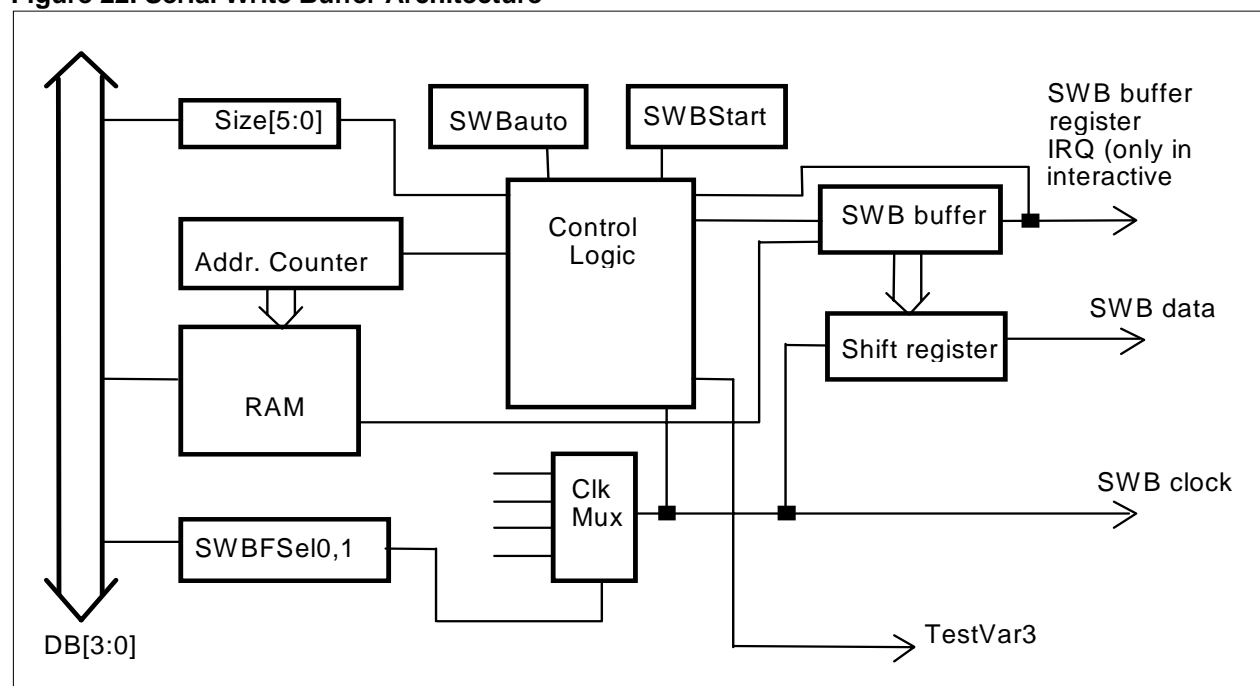 Figure 22. Serial Write Buffer Architecture
Size[5:0]
SWBauto
SWBStart
SWB buffer
register
IRQ (only in
interactive
Control
Logic
SWB buffer
Addr. Counter
SWB data
Shift register
RAM
Clk
Mux
SWB clock
SWBFSel0,1
TestVar3
DB[3:0]